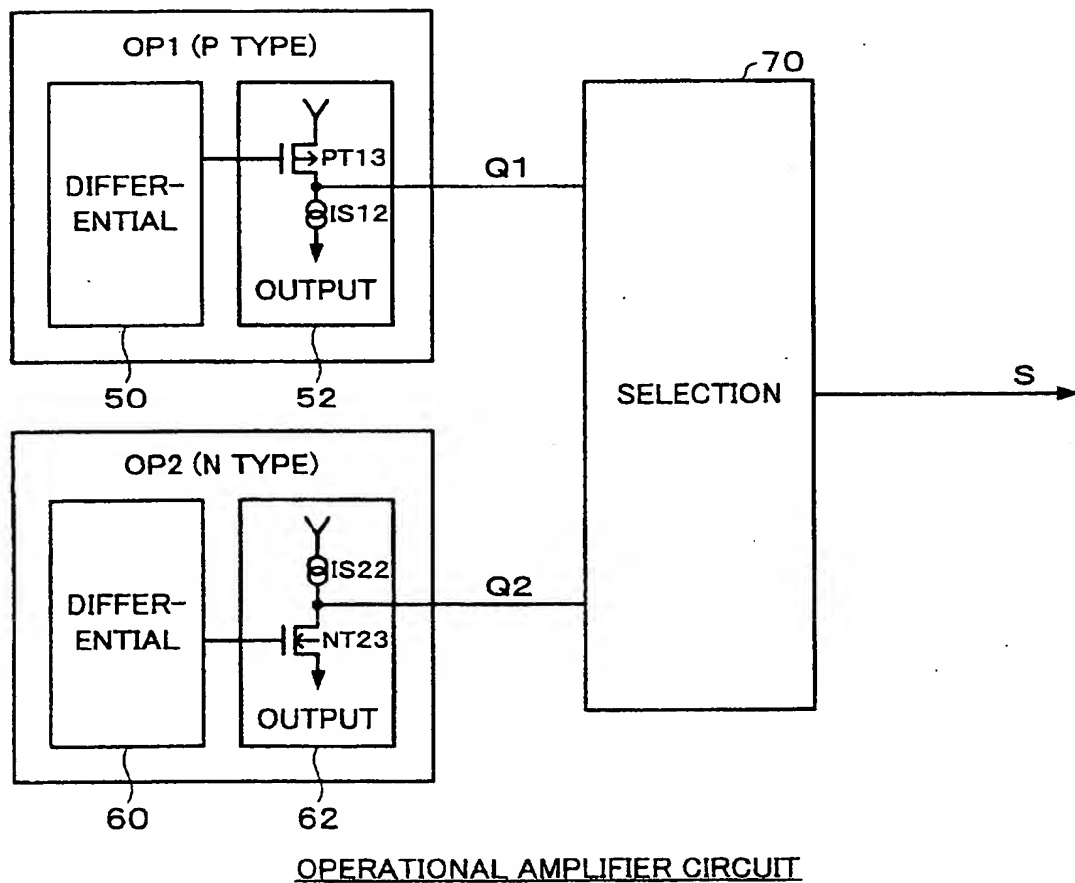 OP1 (P TYPE)
DIFFER-
ENTIAL
PT13
IS12
OUTPUT
50
52
Q1
70
SELECTION
S
OP2 (N TYPE)
DIFFER-
ENTIAL
IS22
NT23
OUTPUT
60
62
Q2
OPERATIONAL AMPLIFIER CIRCUIT